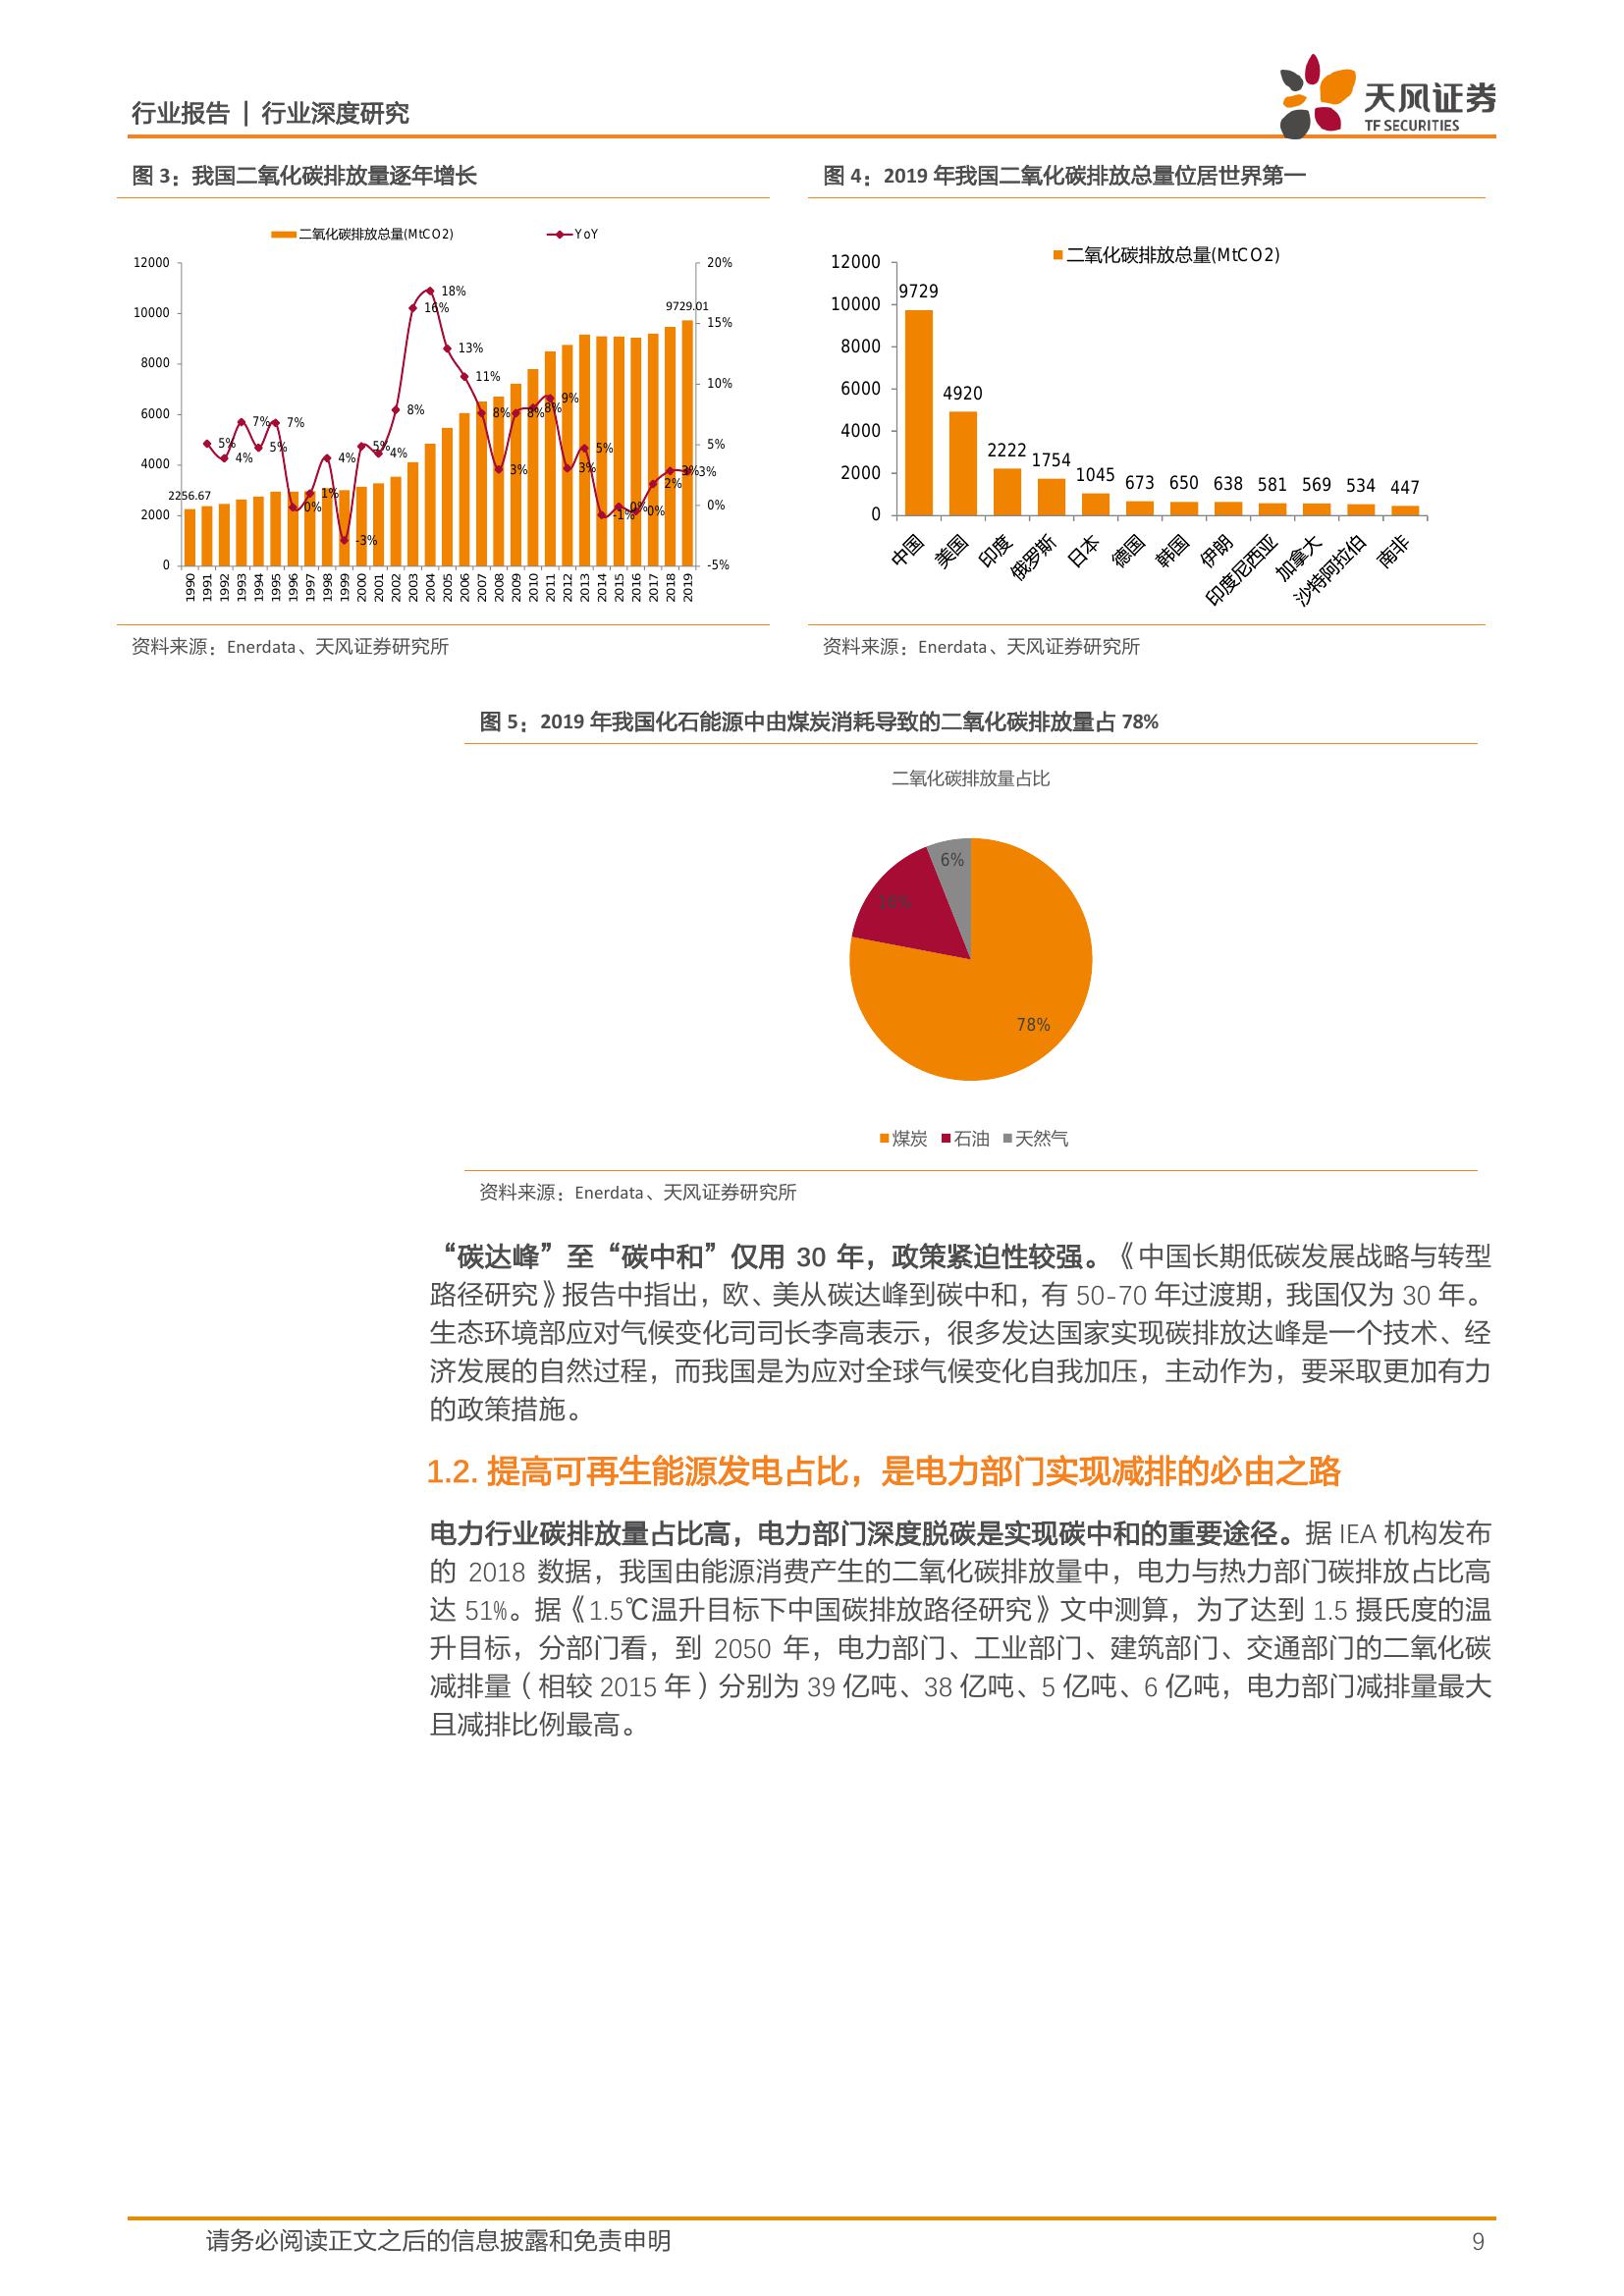 行业报告 | 行业深度研究
天风证券
TF SECURITIES
图 3：我国二氧化碳排放量逐年增长
二氧化碳排放总量(MtCO2)
YoY
12000
10000
8000
6000
4000
2000
0
20%
15%
10%
5%
0%
-5%
2256.67
9729.01
5%
4%
7%
5%
7%
0%
1%
4%
-3%
5%
4%
8%
16%
18%
13%
11%
8%
3%
8%
8%
9%
3%
5%
-1%
0%
0%
2%
3%
3%
1990
1991
1992
1993
1994
1995
1996
1997
1998
1999
2000
2001
2002
2003
2004
2005
2006
2007
2008
2009
2010
2011
2012
2013
2014
2015
2016
2017
2018
2019
资料来源：Enerdata、天风证券研究所
图 4：2019 年我国二氧化碳排放总量位居世界第一
二氧化碳排放总量(MtCO2)
12000
10000
8000
6000
4000
2000
0
9729
4920
2222
1754
1045
673
650
638
581
569
534
447
中国
美国
印度
俄罗斯
日本
德国
韩国
伊朗
印度尼西亚
加拿大
沙特阿拉伯
南非
资料来源：Enerdata、天风证券研究所
图 5：2019 年我国化石能源中由煤炭消耗导致的二氧化碳排放量占 78%
二氧化碳排放量占比
6%
16%
78%
煤炭 石油 天然气
资料来源：Enerdata、天风证券研究所
“碳达峰”至“碳中和”仅用 30 年，政策紧迫性较强。《中国长期低碳发展战略与转型
路径研究》报告中指出，欧、美从碳达峰到碳中和，有 50-70 年过渡期，我国仅为 30 年。
生态环境部应对气候变化司司长李高表示，很多发达国家实现碳排放达峰是一个技术、经
济发展的自然过程，而我国是为应对全球气候变化自我加压，主动作为，要采取更加有力
的政策措施。
1.2. 提高可再生能源发电占比，是电力部门实现减排的必由之路
电力行业碳排放量占比高，电力部门深度脱碳是实现碳中和的重要途径。据 IEA 机构发布
的 2018 数据，我国由能源消费产生的二氧化碳排放量中，电力与热力部门碳排放占比高
达 51%。据《1.5℃温升目标下中国碳排放路径研究》文中测算，为了达到 1.5 摄氏度的温
升目标，分部门看，到 2050 年，电力部门、工业部门、建筑部门、交通部门的二氧化碳
减排量（相较 2015 年）分别为 39 亿吨、38 亿吨、5 亿吨、6 亿吨，电力部门减排量最大
且减排比例最高。
请务必阅读正文之后的信息披露和免责申明
9